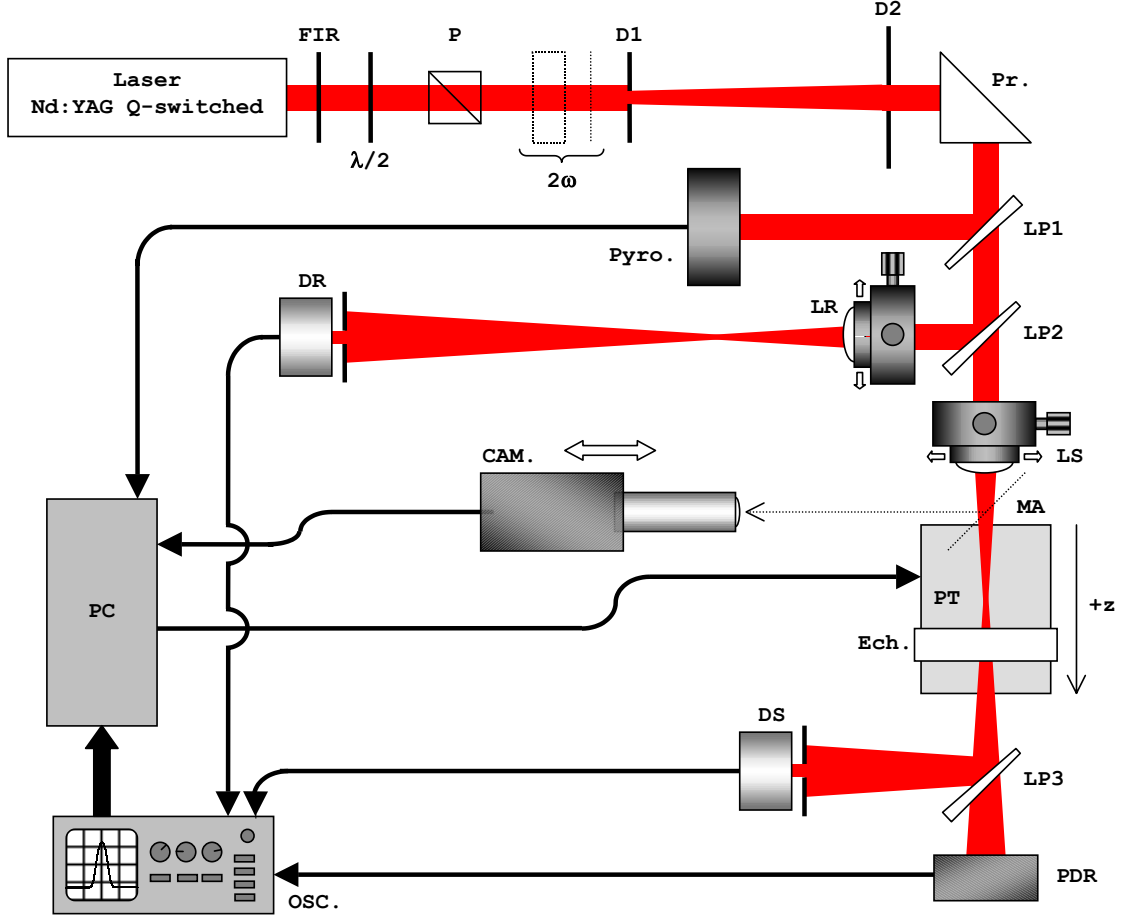 D2
FIR
P
D1
Laser
Nd:YAG Q-switched
Pr.
λ/2
2ω
LP1
Pyro.
DR
LR
LP2
CAM.
LS
MA
PC
PT
+z
Ech.
DS
LP3
PDR
OSC.